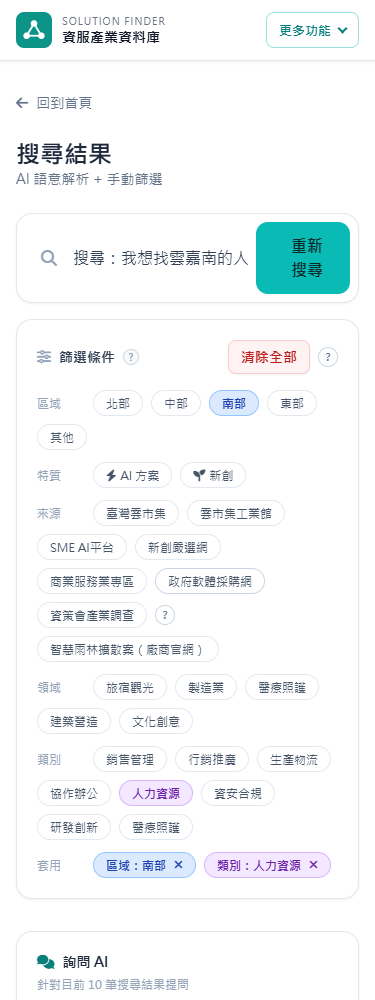 SOLUTION FINDER
資服產業資料庫
更多功能
回到首頁
搜尋結果
AI 語意解析 + 手動篩選
搜尋：我想找雲嘉南的人
重新
搜尋
篩選條件 ?
清除全部 ?
區域 北部 中部 南部 東部
其他
特質 AI 方案 新創
來源 臺灣雲市集 雲市集工業館
SME AI平台 新創嚴選網
商業服務業專區 政府軟體採購網
資策會產業調查 ?
智慧雨林擴散案（廠商官網）
領域 旅宿觀光 製造業 醫療照護
建築營造 文化創意
類別 銷售管理 行銷推廣 生產物流
協作辦公 人力資源 資安合規
研發創新 醫療照護
套用 區域：南部 ✕ 類別：人力資源 ✕
詢問 AI
針對目前 10 筆搜尋結果提問